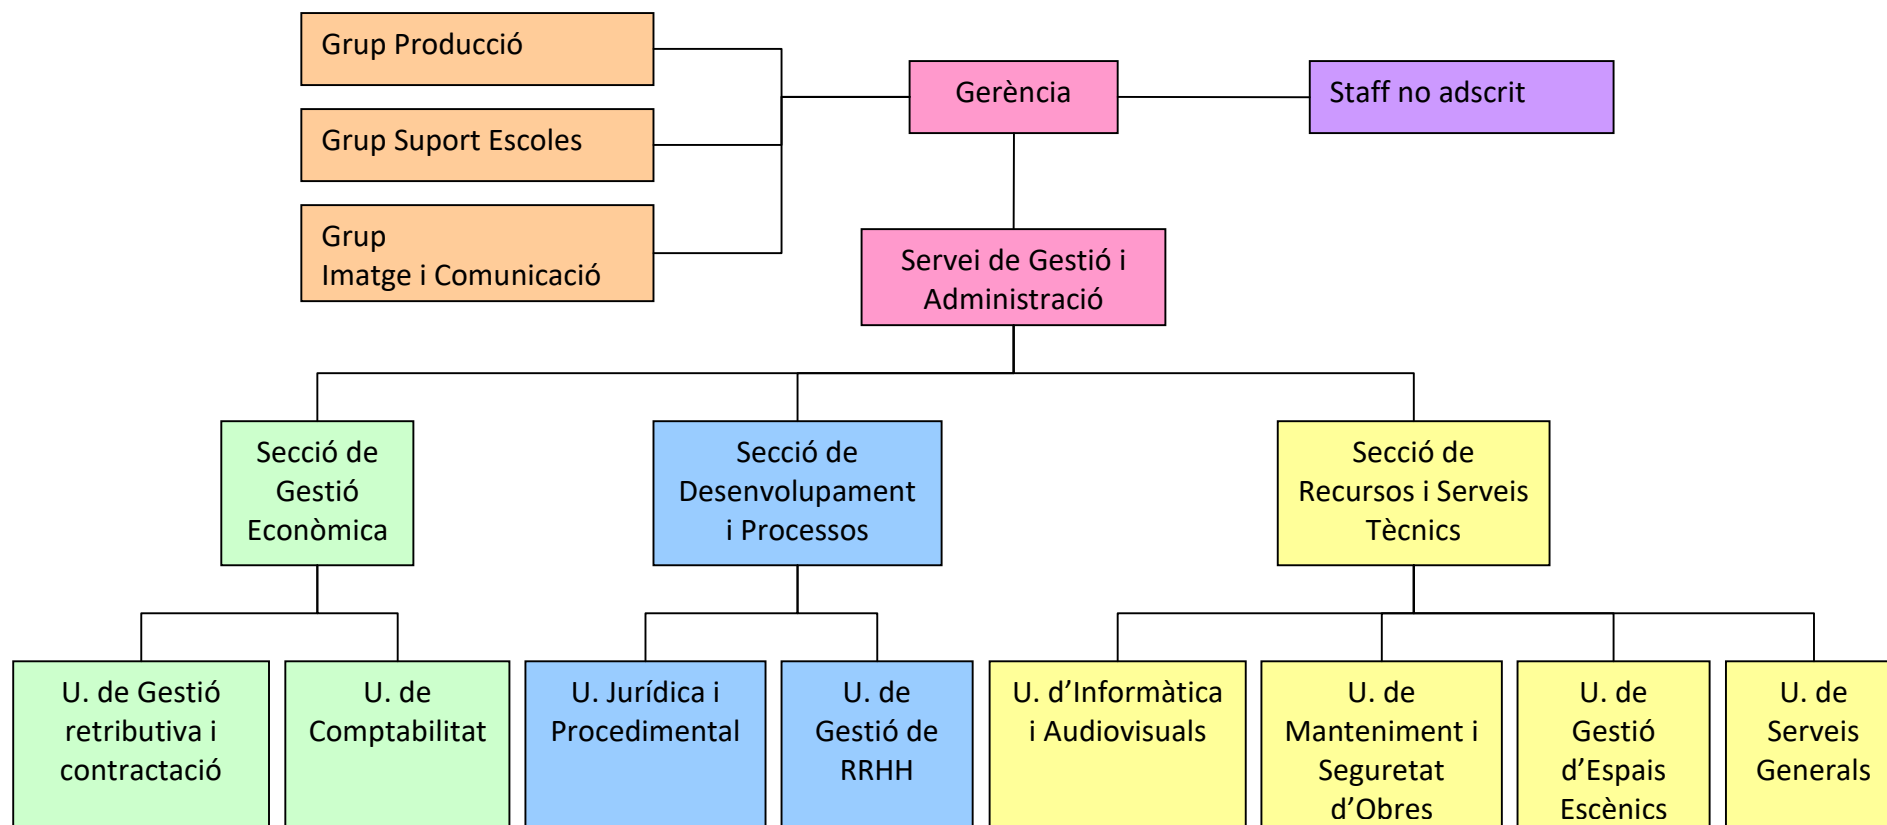 Grup Producció
Gerència
Staff no adscrit
Grup Suport Escoles
Grup
Imatge i Comunicació
Servei de Gestió i
Administració
Secció de
Gestió
Econòmica
Secció de
Desenvolupament
i Processos
Secció de
Recursos i Serveis
Tècnics
U. de Gestió
retributiva i
contractació
U. de
Comptabilitat
U. Jurídica i
Procedimental
U. de
Gestió de
RRHH
U. d’Informàtica
i Audiovisuals
U. de
Manteniment i
Seguretat
d’Obres
U. de
Gestió
d’Espais
Escènics
U. de
Serveis
Generals